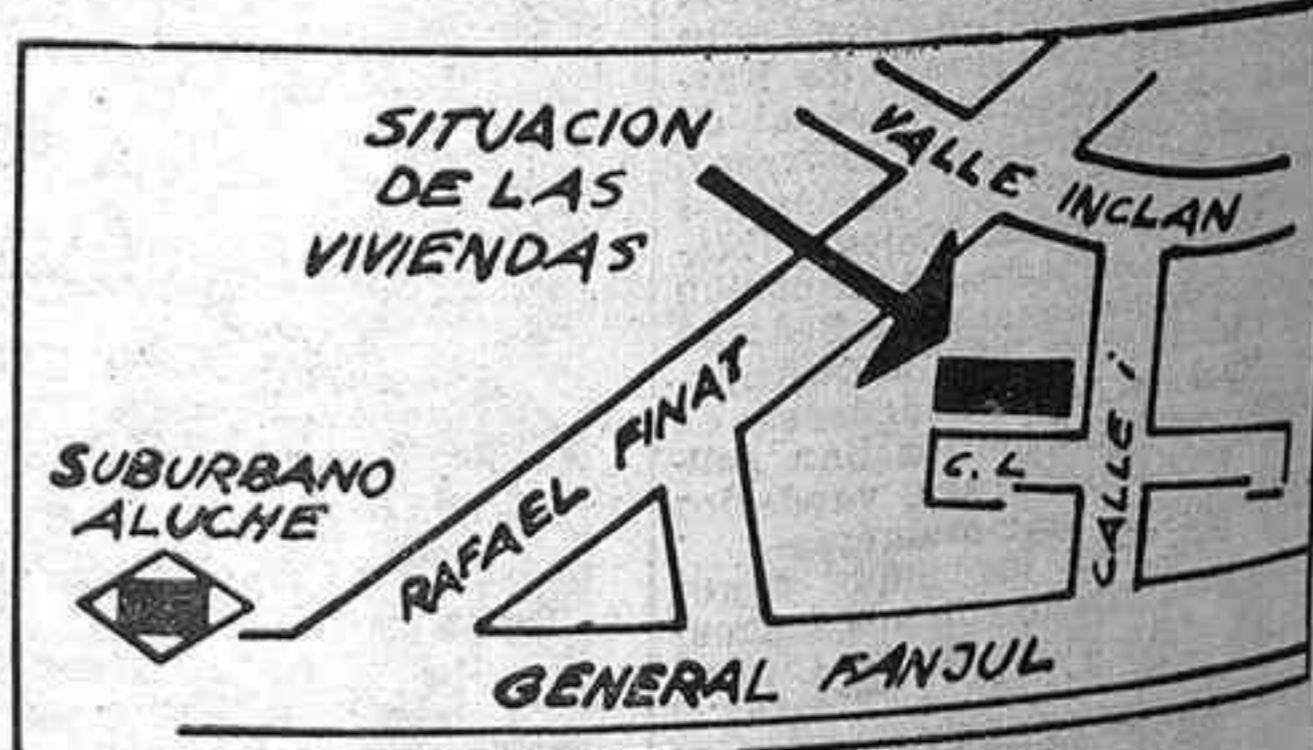 SITUACION
DE LAS
VIVIENDAS
VALLE INCLAN
RAFAEL FINAT
SUBURBANO
ALUCHE
C. L
CALLE i
GENERAL FANJUL